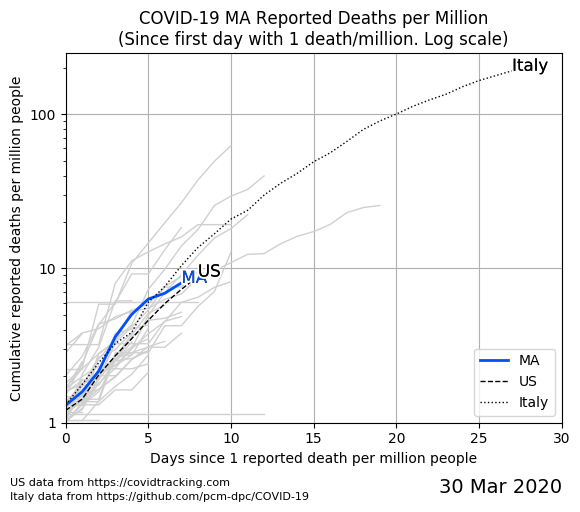 COVID-19 MA Reported Deaths per Million
(Since first day with 1 death/million. Log scale)
Cumulative reported deaths per million people
100
10
1
Italy
US
MA
MA
US
Italy
0 5 10 15 20 25 30
Days since 1 reported death per million people
US data from https://covidtracking.com
Italy data from https://github.com/pcm-dpc/COVID-19
30 Mar 2020